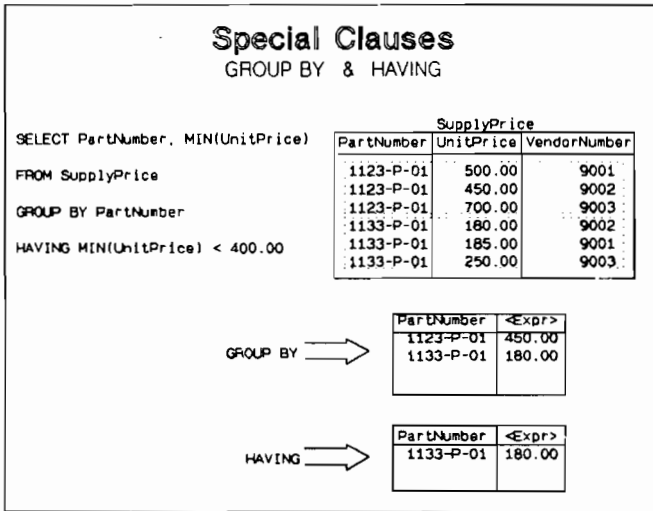 Special Clauses
GROUP BY & HAVING
SELECT PartNumber, MIN(UnitPrice)
FROM SupplyPrice
GROUP BY PartNumber
HAVING MIN(UnitPrice) < 400.00
SupplyPrice
PartNumber UnitPrice VendorNumber
1123-P-01 500.00 9001
1123-P-01 450.00 9002
1123-P-01 700.00 9003
1133-P-01 180.00 9002
1133-P-01 185.00 9001
1133-P-01 250.00 9003
GROUP BY
PartNumber <Expr>
1123-P-01 450.00
1133-P-01 180.00
HAVING
PartNumber <Expr>
1133-P-01 180.00